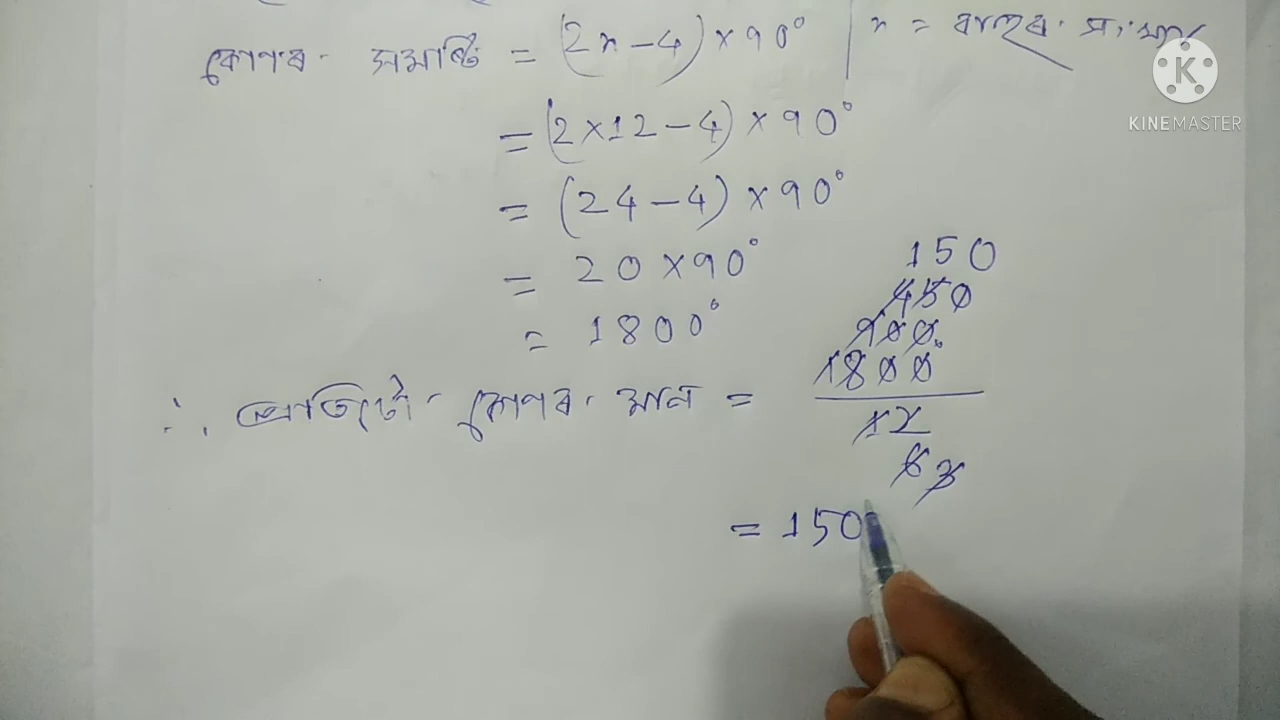 কোণৰ সমষ্টি = (2n-4)×90° | n = বাহুৰ সংখ্যা
= (2×12-4)×90°
= (24-4)×90°
= 20×90°
= 1800°
150
450
900
1800
∴ প্ৰতিটো কোণৰ মান =
12
6 3
= 150
K
KINEMASTER